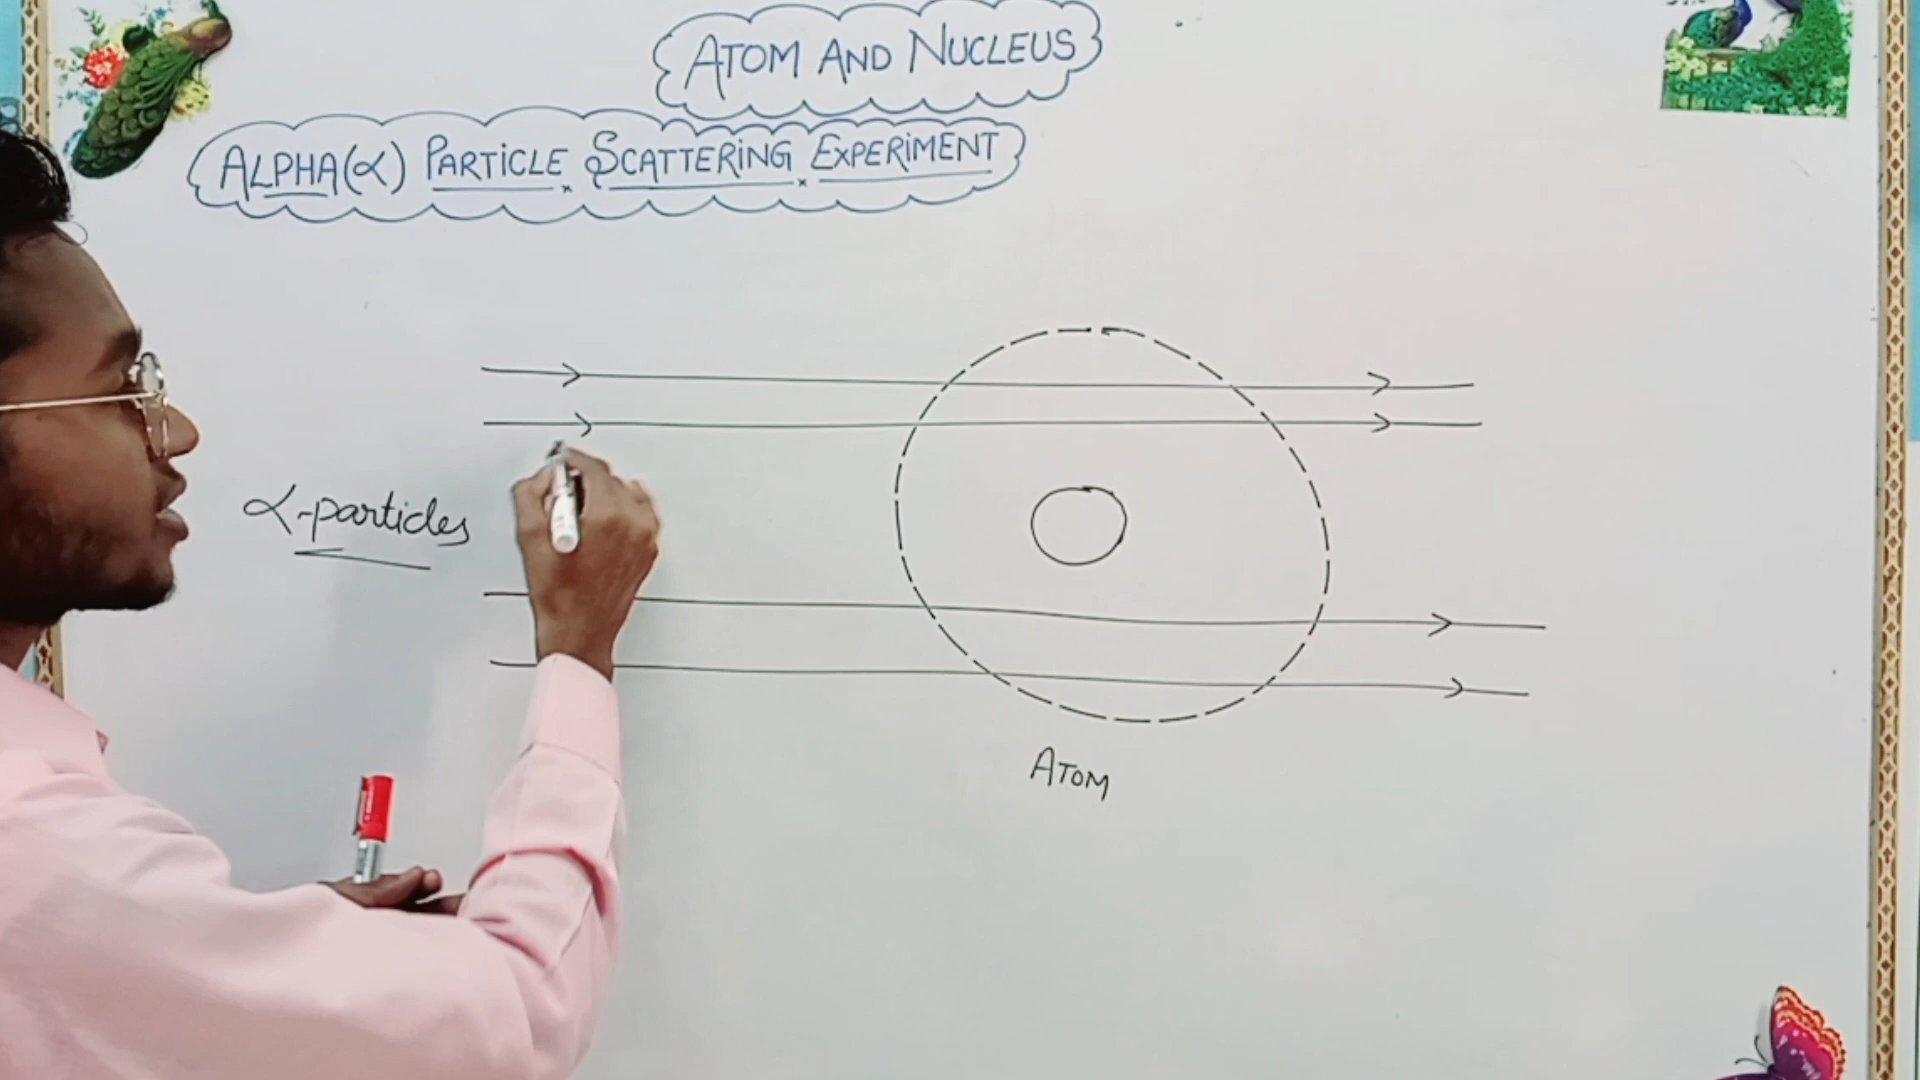 ATOM AND NUCLEUS
ALPHA(α) PARTICLE SCATTERING EXPERIMENT
α-particles
ATOM